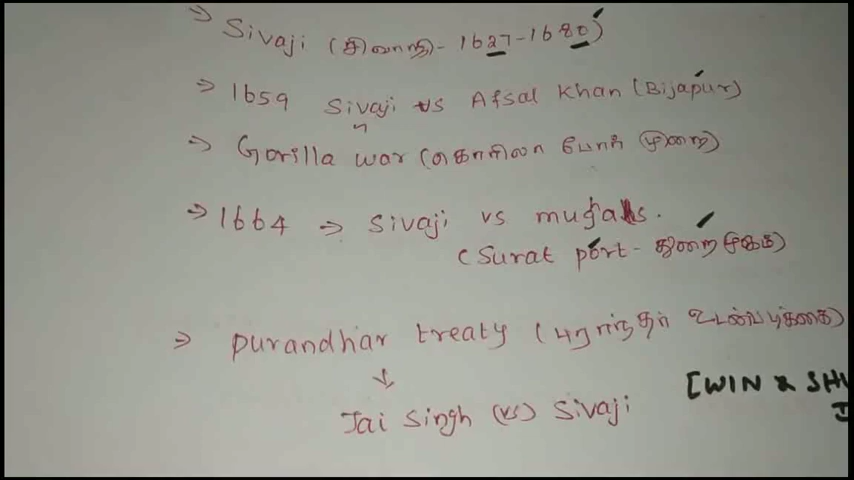 ⇒ Sivaji (சிவாஜி - 1627-1680)
⇒ 1659 Sivaji vs Afsal Khan (Bijapur)
⇒ Gorilla war (கொரிலா போர் முறை)
⇒ 1664 ⇒ Sivaji vs mugals.
(Surat port - துறைமுகம்)
⇒ purandhar treaty (புரந்தர் உடன்படிக்கை)
↓
Jai Singh (vs) Sivaji
[WIN & SH